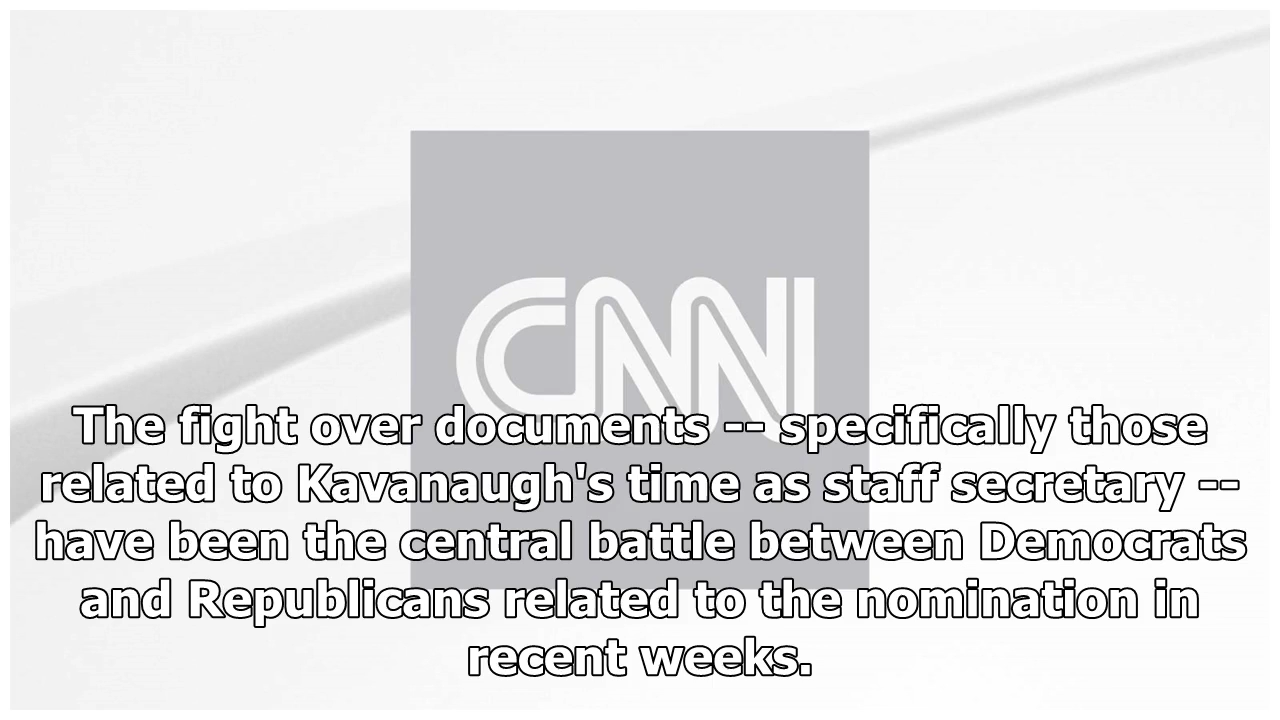 CNN
The fight over documents -- specifically those
related to Kavanaugh's time as staff secretary --
have been the central battle between Democrats
and Republicans related to the nomination in
recent weeks.